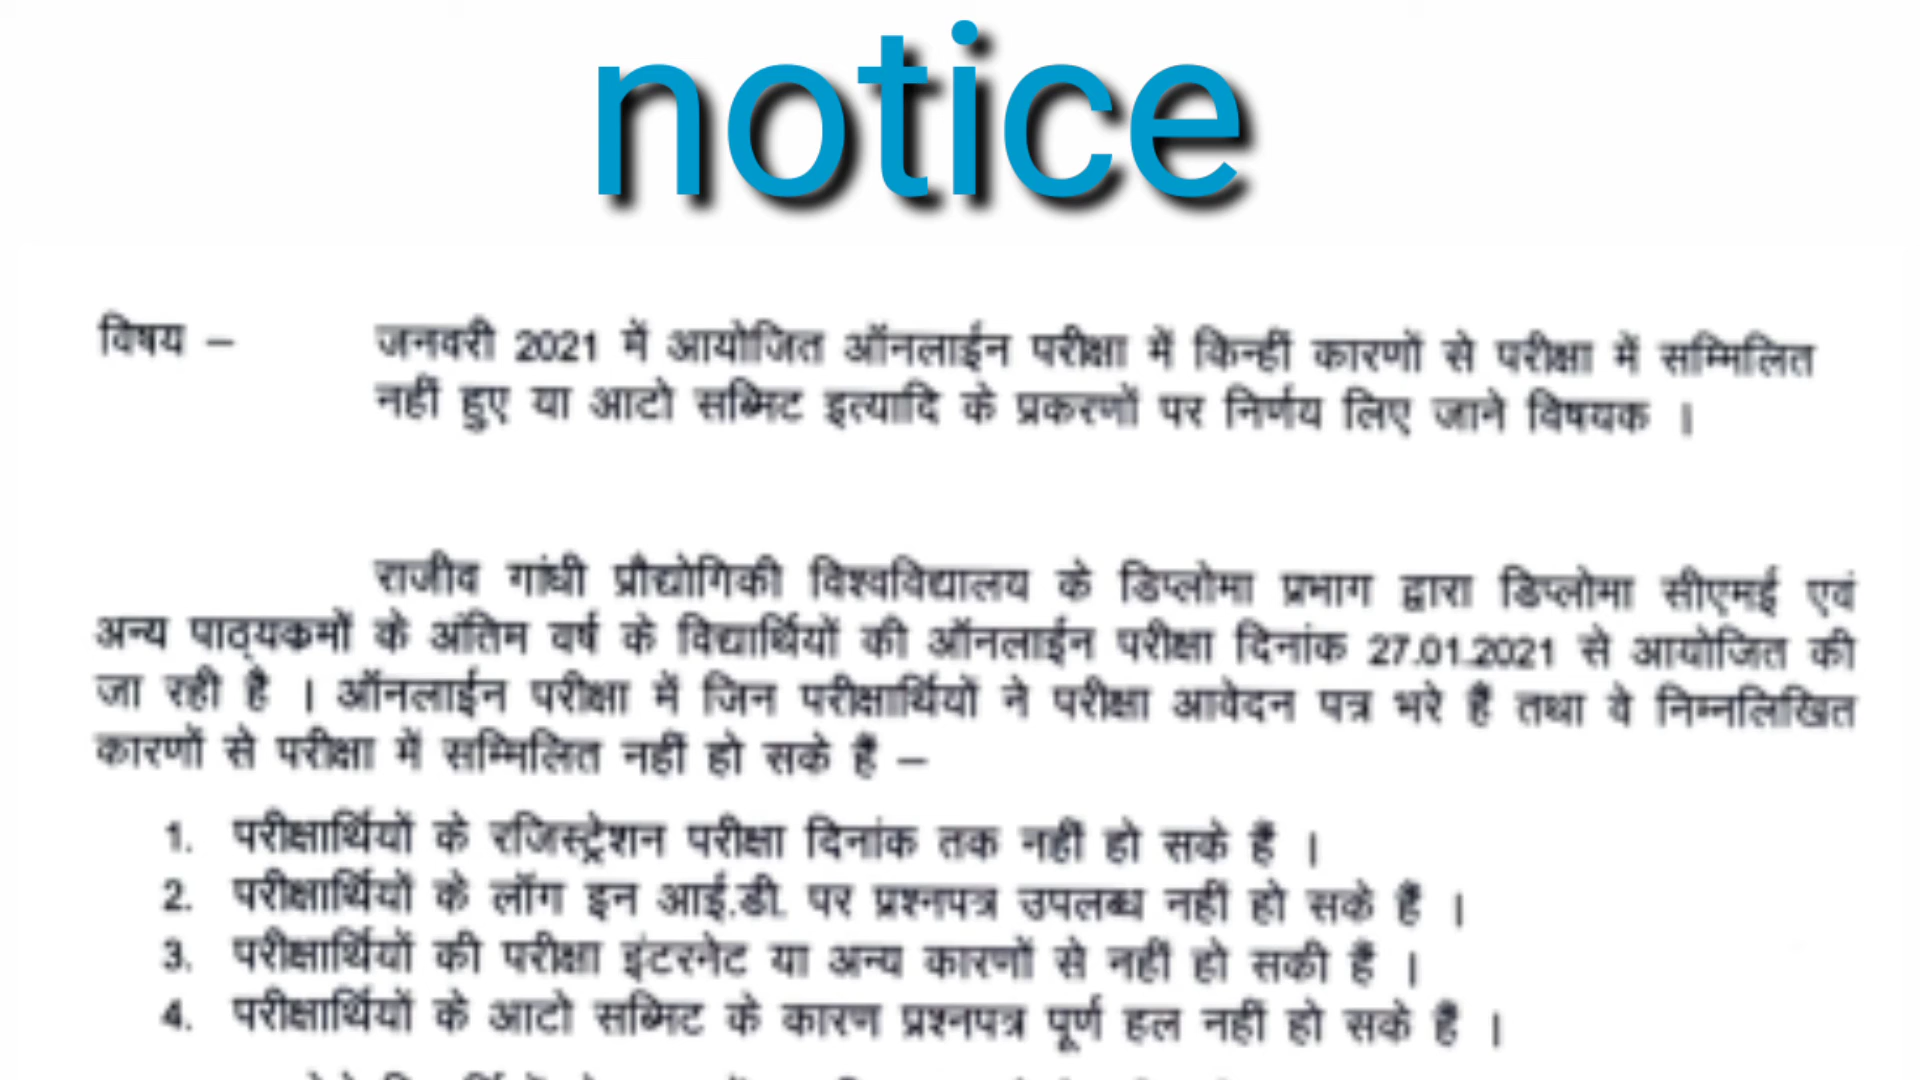 notice
विषय – जनवरी 2021 में आयोजित ऑनलाईन परीक्षा में किन्हीं कारणों से परीक्षा में सम्मिलित
नहीं हुए या आटो सब्मिट इत्यादि के प्रकरणों पर निर्णय लिए जाने विषयक ।
राजीव गांधी प्रौद्योगिकी विश्वविद्यालय के डिप्लोमा प्रभाग द्वारा डिप्लोमा सीएमई एवं
अन्य पाठ्यकमों के अंतिम वर्ष के विद्यार्थियों की ऑनलाईन परीक्षा दिनांक 27.01.2021 से आयोजित की
जा रही है । ऑनलाईन परीक्षा में जिन परीक्षार्थियों ने परीक्षा आवेदन पत्र भरे हैं तथा वे निम्नलिखित
कारणों से परीक्षा में सम्मिलित नहीं हो सके हैं –
1. परीक्षार्थियों के रजिस्ट्रेशन परीक्षा दिनांक तक नहीं हो सके हैं ।
2. परीक्षार्थियों के लॉग इन आई.डी. पर प्रश्नपत्र उपलब्ध नहीं हो सके हैं ।
3. परीक्षार्थियों की परीक्षा इंटरनेट या अन्य कारणों से नहीं हो सकी हैं ।
4. परीक्षार्थियों के आटो सब्मिट के कारण प्रश्नपत्र पूर्ण हल नहीं हो सके हैं ।